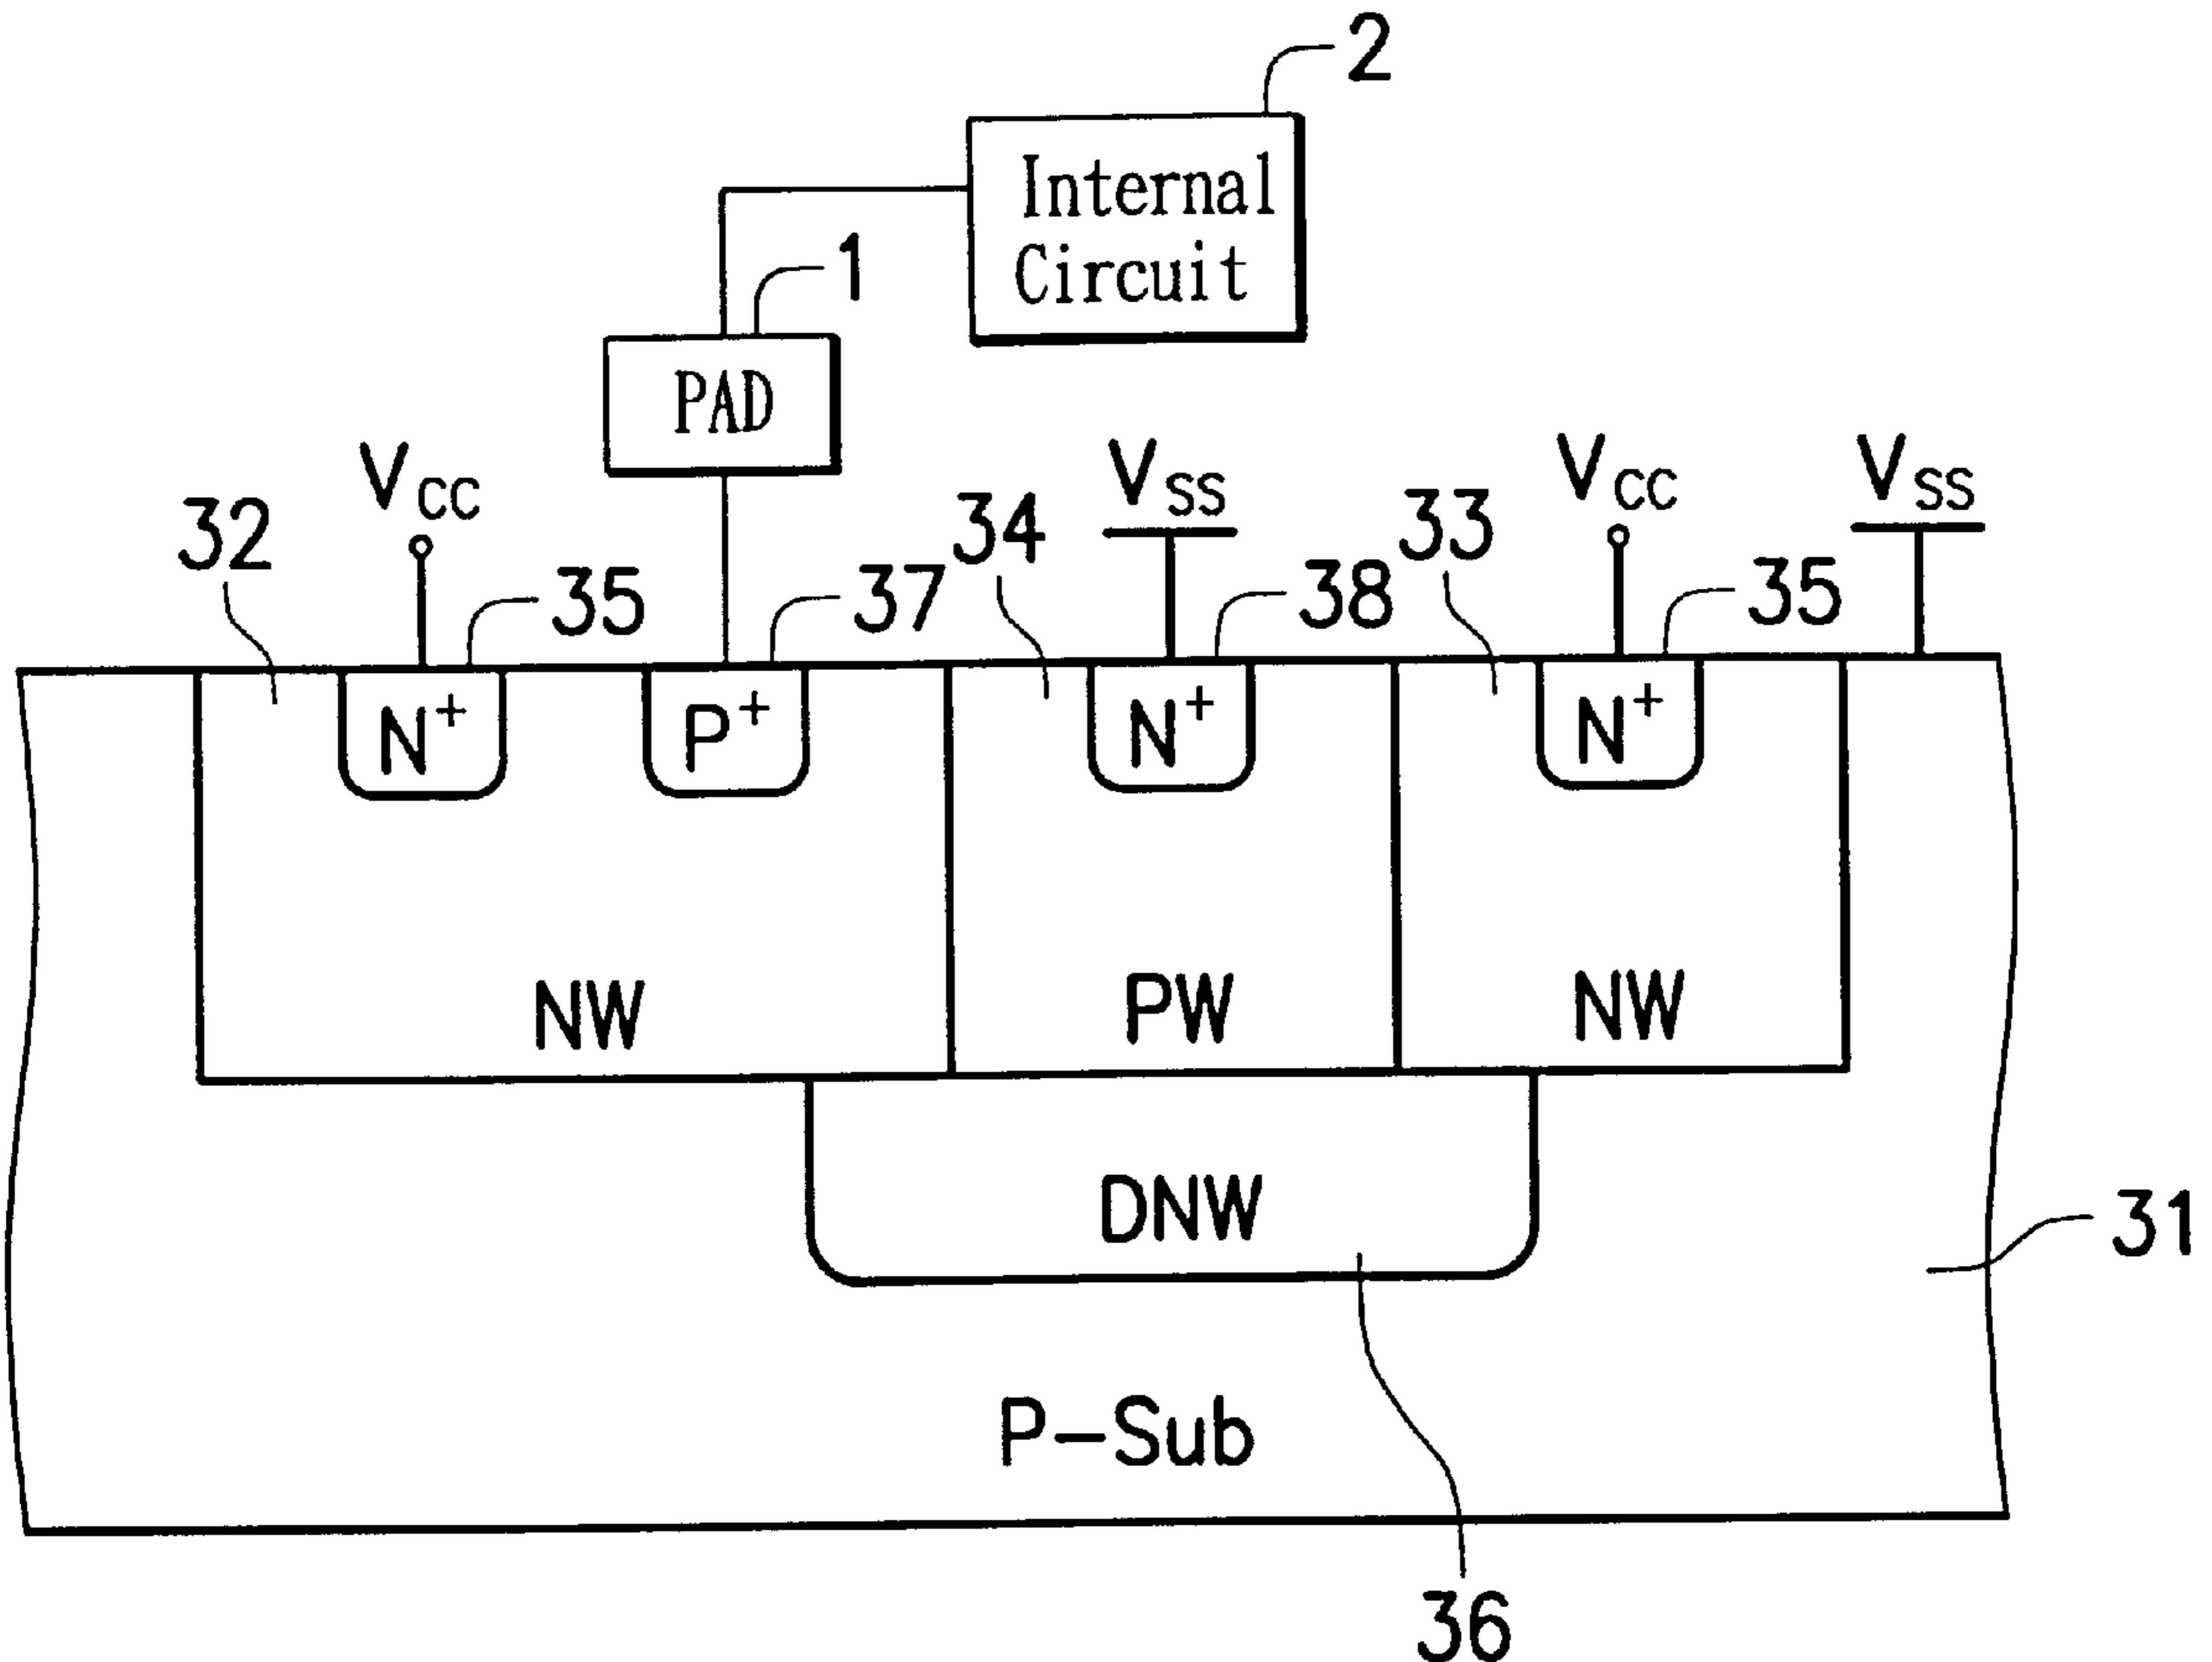 2
Internal
Circuit
1
PAD
VCC
VSS
VCC
VSS
32
35
37
34
38
33
35
N+
P+
N+
N+
NW
PW
NW
DNW
31
P-Sub
36